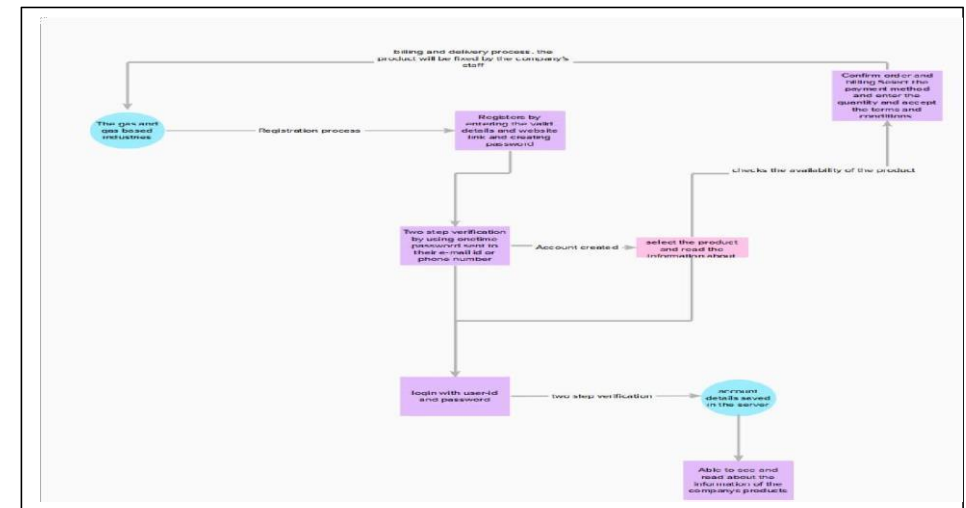 billing and delivery process, the
product will be fixed by the company's
staff
Confirm order and
billing Select the
payment method
and enter the
quantity and accept
the terms and
conditions
The gas and
gas based
industries
Registration process
Registers by
entering the valid
details and website
link and creating
password
checks the availability of the product
Two step verification
by using onetime
password sent to
their e-mail id or
phone number
Account created
select the product
and read the
information about
login with user-id
and password
two step verification
account
details saved
in the server
Able to see and
read about the
information of the
companys products